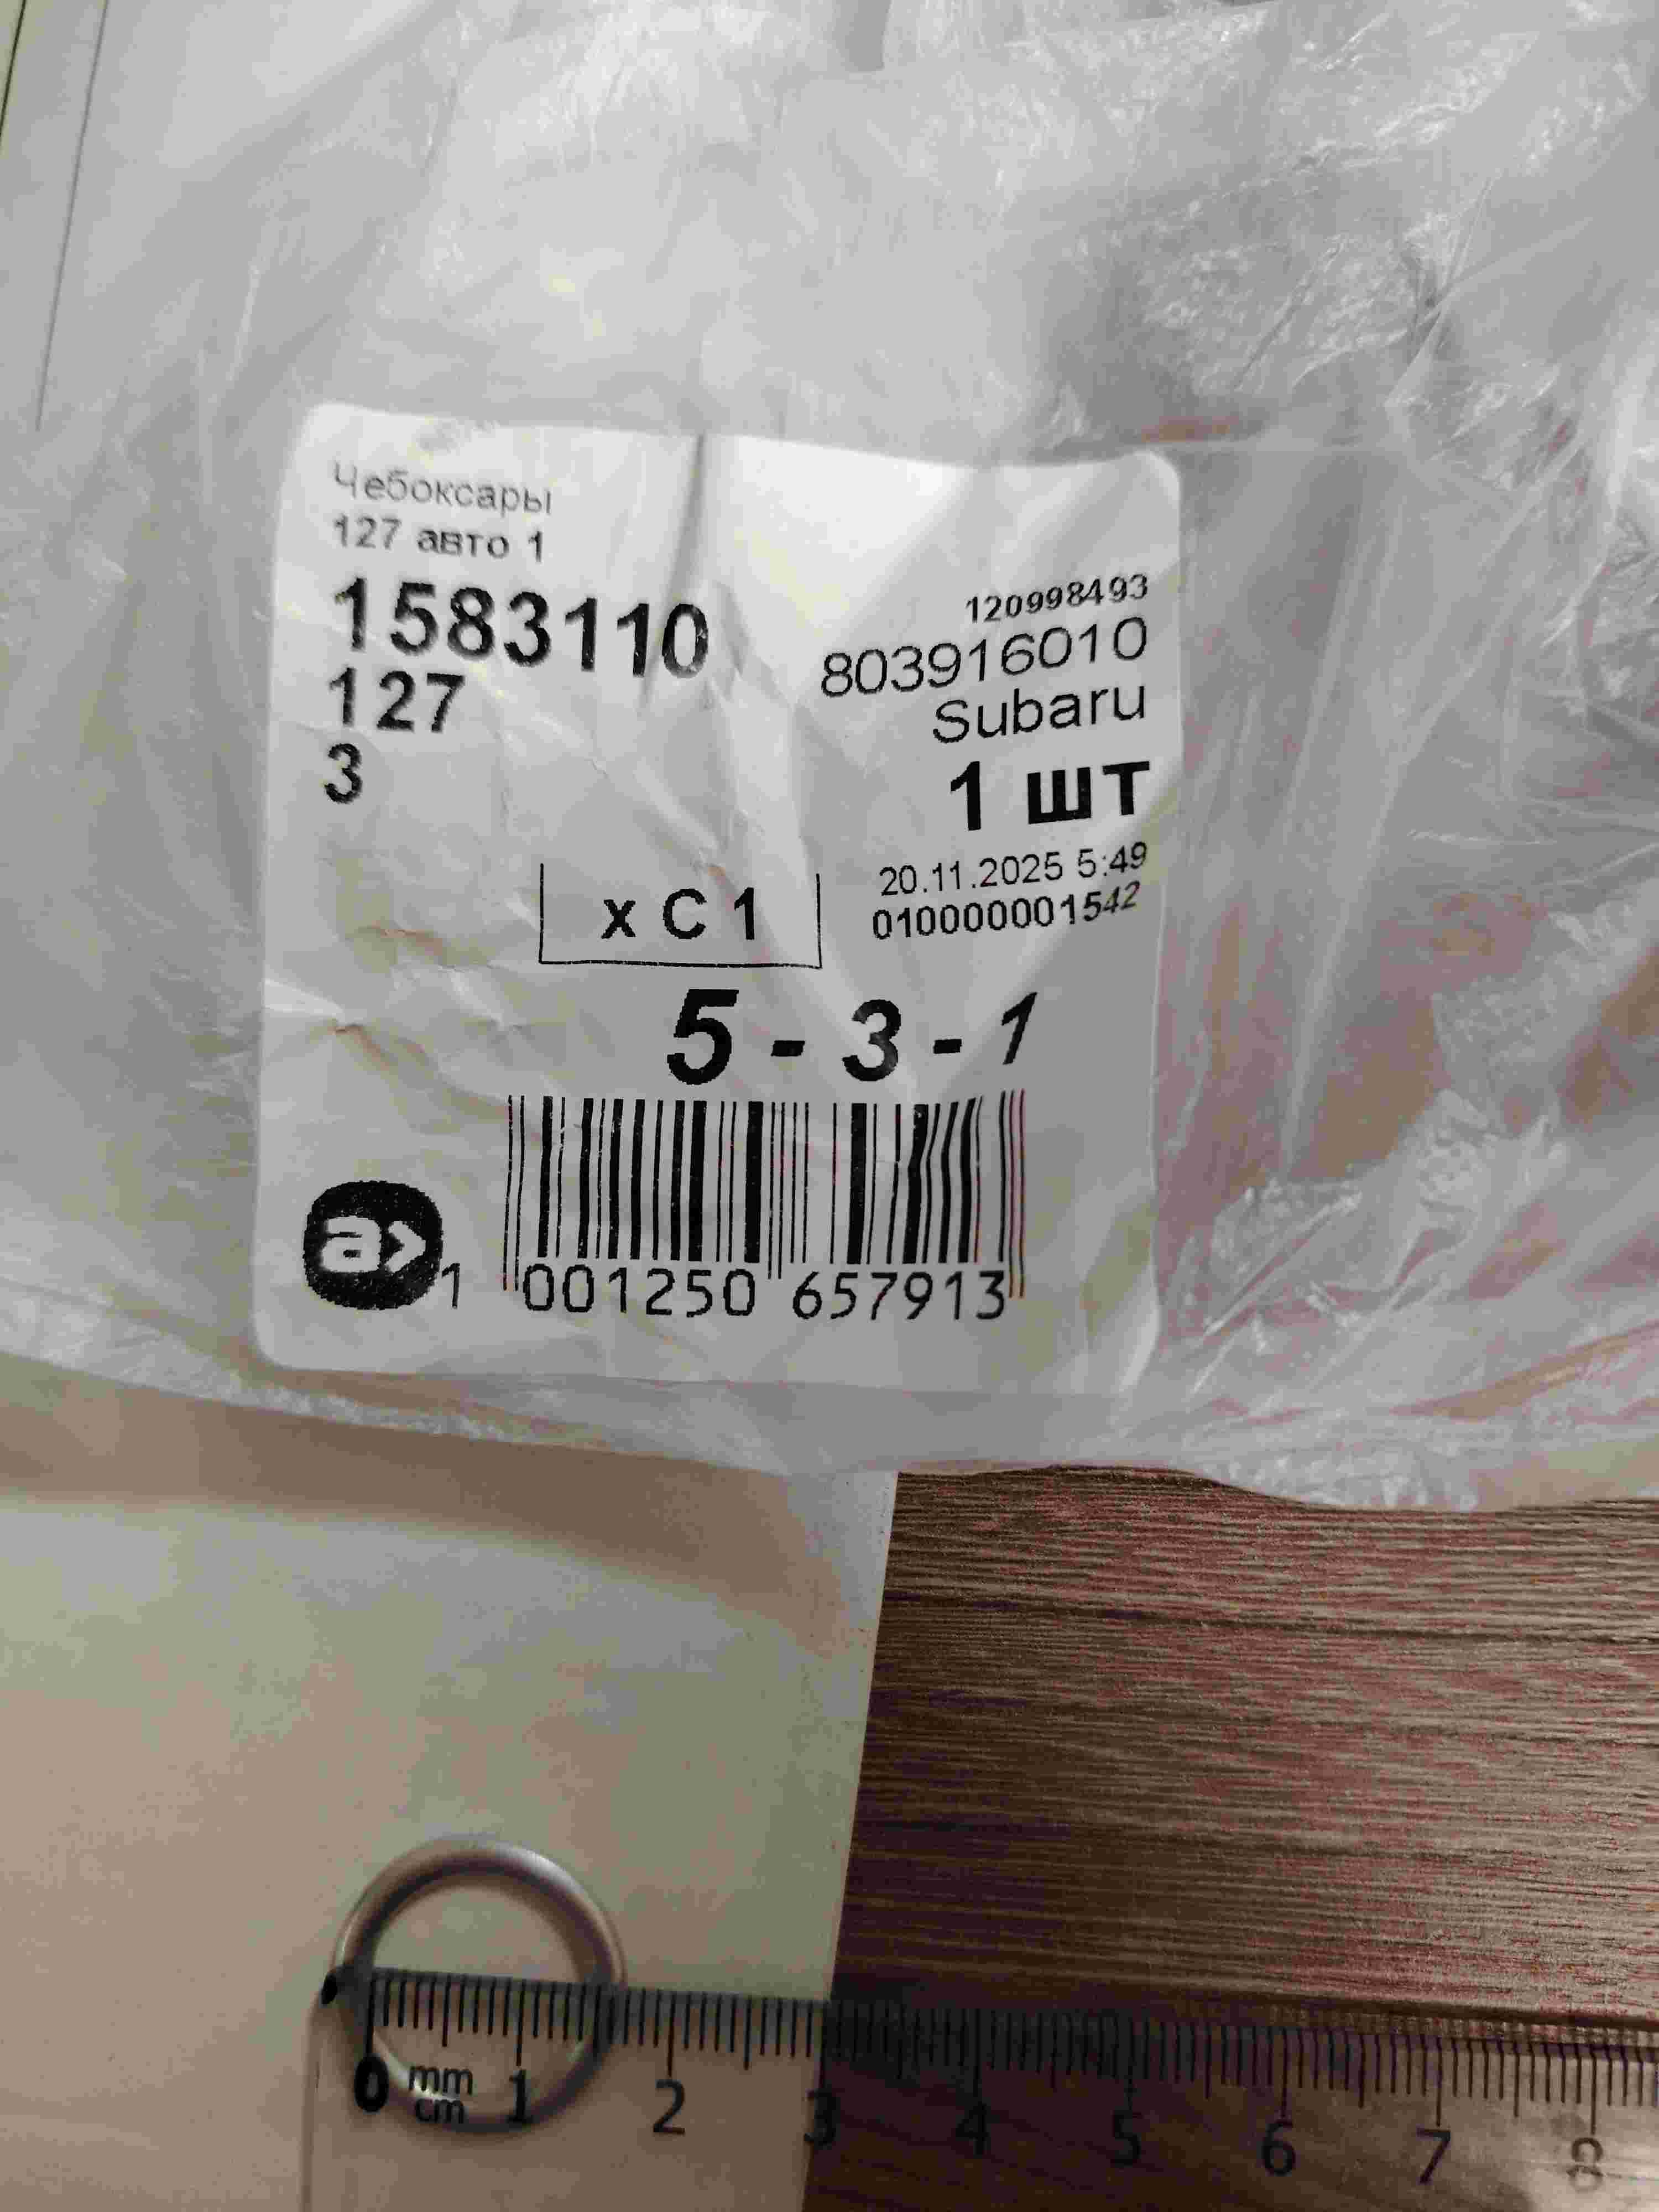 Чебоксары
127 авто 1
1583110
127
3
120998493
803916010
Subaru
1 шт
20.11.2025 5:49
010000001542
x C 1
5 - 3 - 1
a
1 001250 657913
0 mm 1 2 3 4 5 6 7 8
cm